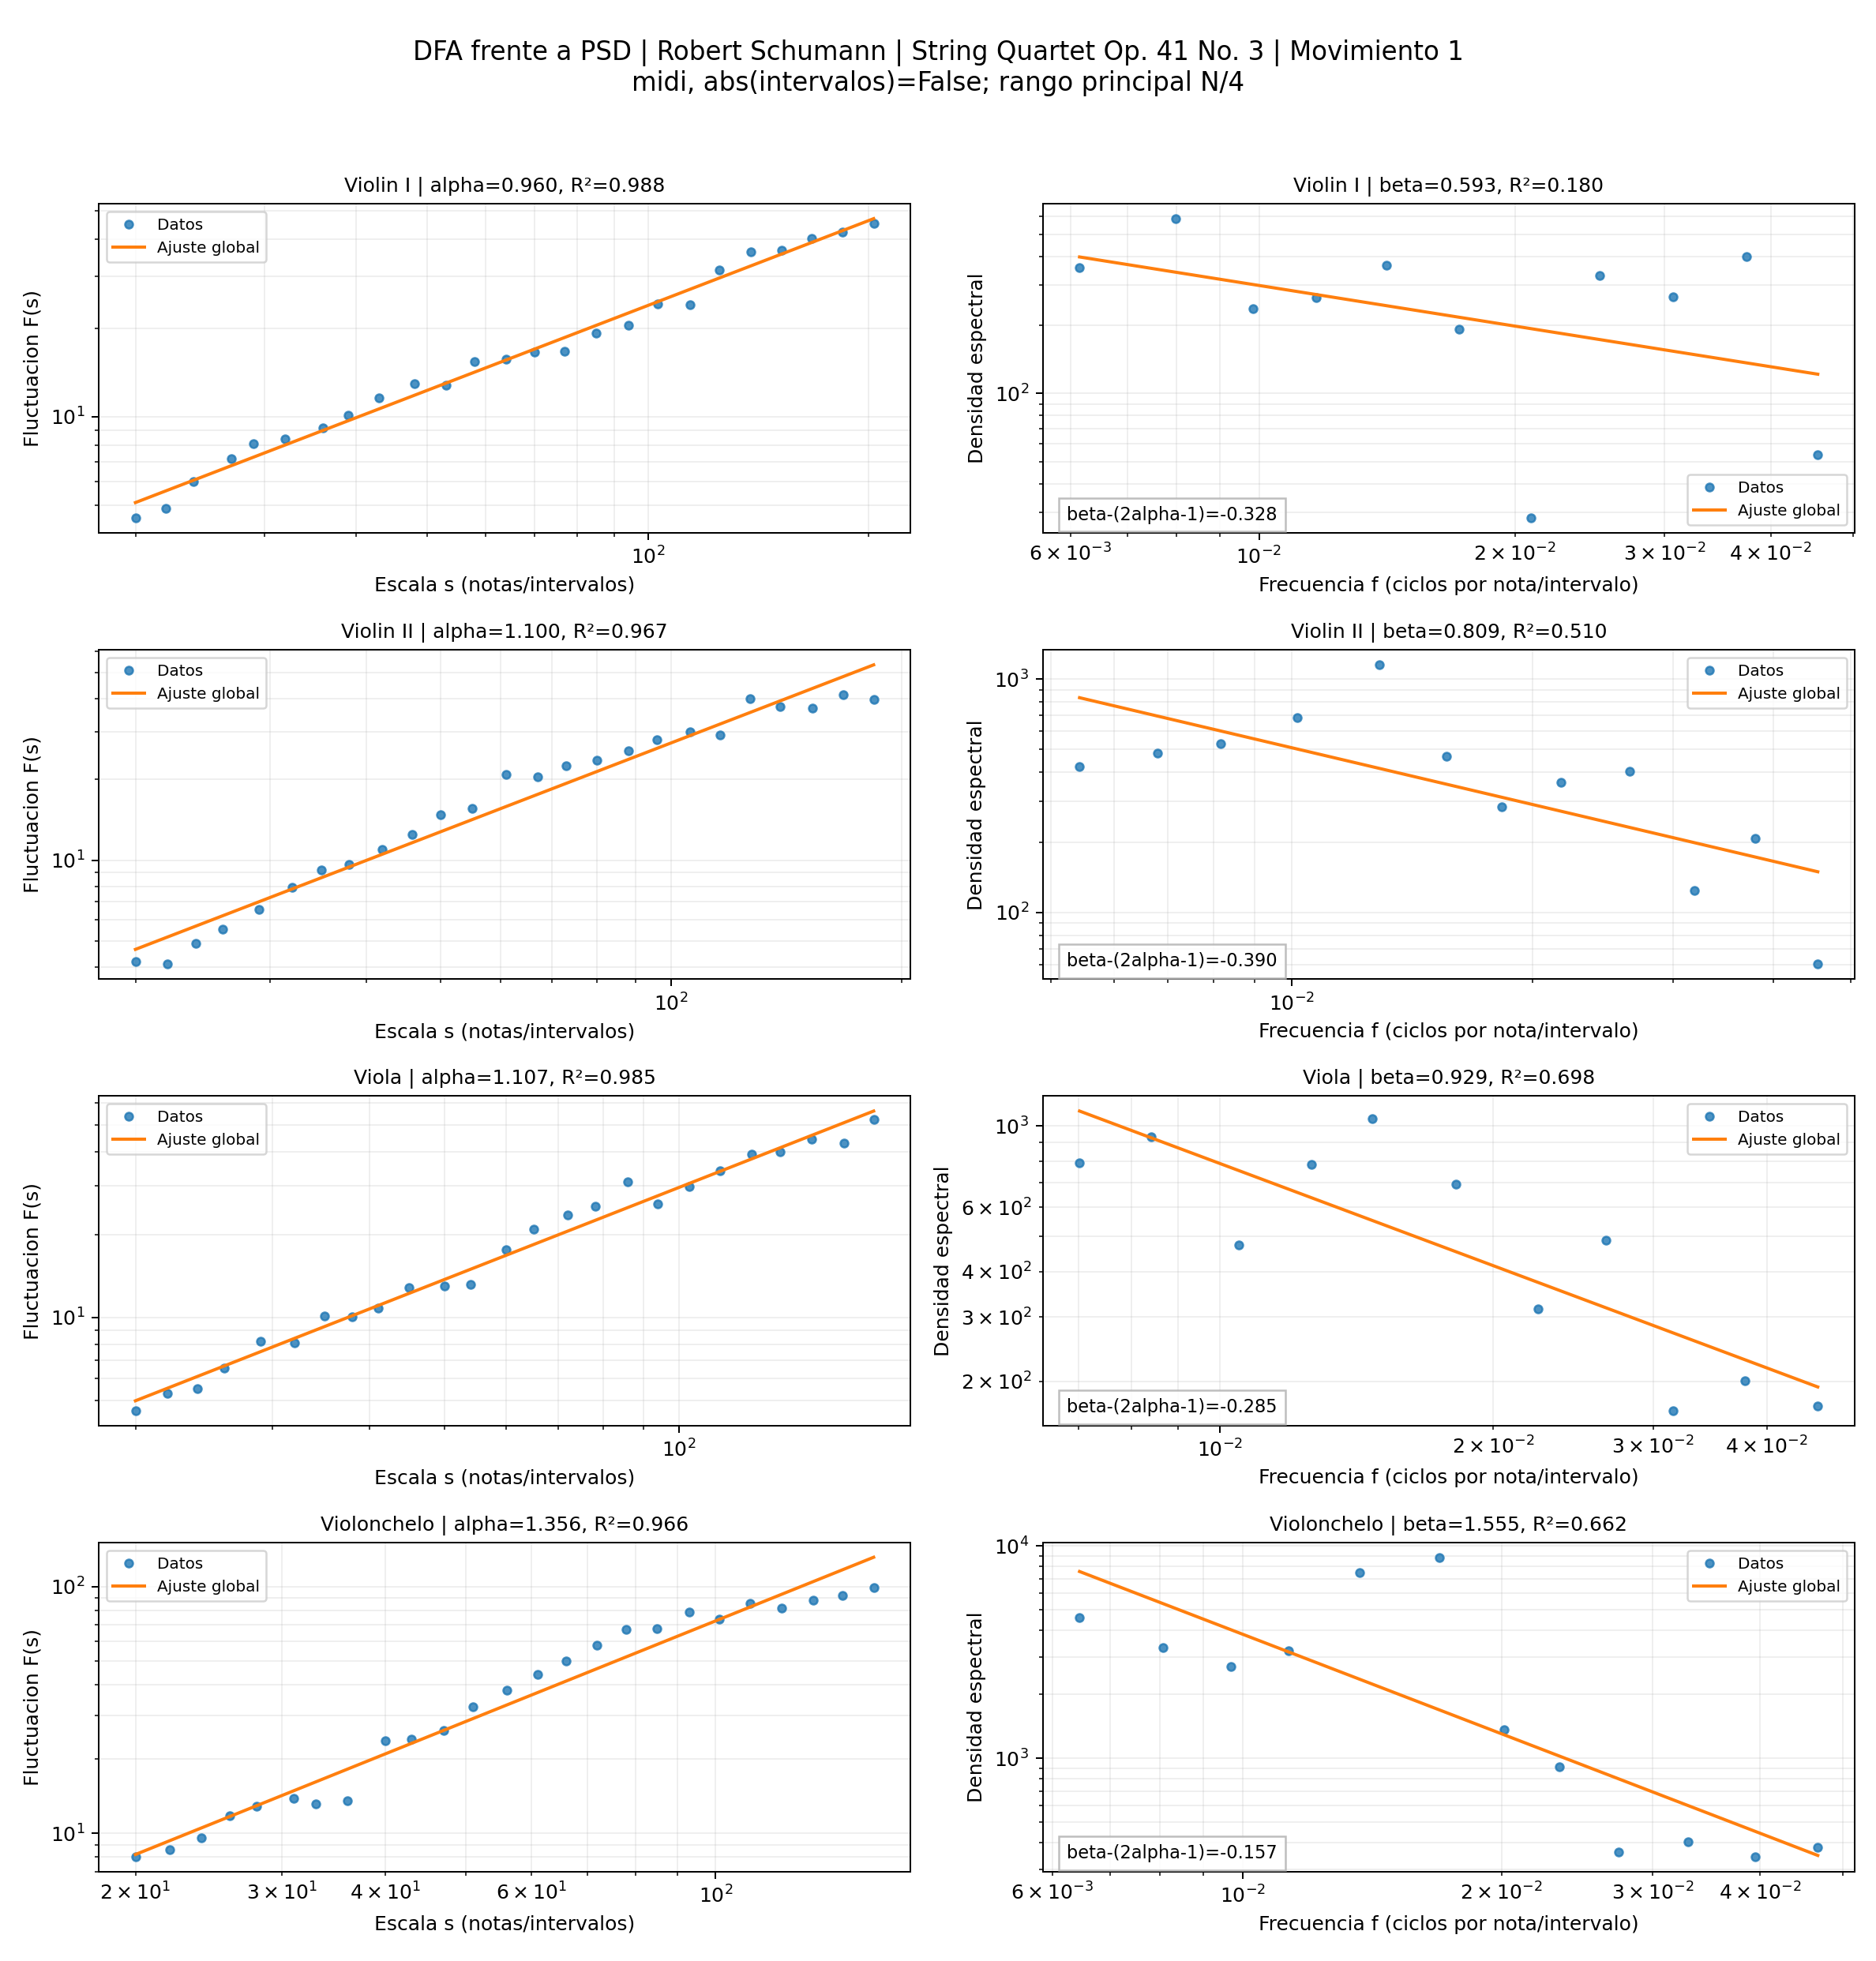 DFA frente a PSD | Robert Schumann | String Quartet Op. 41 No. 3 | Movimiento 1
midi, abs(intervalos)=False; rango principal N/4
Violin I | alpha=0.960, R²=0.988
Datos
Ajuste global
Fluctuacion F(s)
10¹
10²
Escala s (notas/intervalos)
Violin I | beta=0.593, R²=0.180
Densidad espectral
10²
Datos
Ajuste global
beta-(2alpha-1)=-0.328
6 × 10⁻³
10⁻²
2 × 10⁻²
3 × 10⁻²
4 × 10⁻²
Frecuencia f (ciclos por nota/intervalo)
Violin II | alpha=1.100, R²=0.967
Datos
Ajuste global
Fluctuacion F(s)
10¹
10²
Escala s (notas/intervalos)
Violin II | beta=0.809, R²=0.510
10³
Datos
Ajuste global
Densidad espectral
10²
beta-(2alpha-1)=-0.390
10⁻²
Frecuencia f (ciclos por nota/intervalo)
Viola | alpha=1.107, R²=0.985
Datos
Ajuste global
Fluctuacion F(s)
10¹
10²
Escala s (notas/intervalos)
Viola | beta=0.929, R²=0.698
10³
Datos
Ajuste global
6 × 10²
Densidad espectral
4 × 10²
3 × 10²
2 × 10²
beta-(2alpha-1)=-0.285
10⁻²
2 × 10⁻²
3 × 10⁻²
4 × 10⁻²
Frecuencia f (ciclos por nota/intervalo)
Violonchelo | alpha=1.356, R²=0.966
Datos
Ajuste global
10²
Fluctuacion F(s)
10¹
2 × 10¹
3 × 10¹
4 × 10¹
6 × 10¹
10²
Escala s (notas/intervalos)
Violonchelo | beta=1.555, R²=0.662
10⁴
Datos
Ajuste global
Densidad espectral
10³
beta-(2alpha-1)=-0.157
6 × 10⁻³
10⁻²
2 × 10⁻²
3 × 10⁻²
4 × 10⁻²
Frecuencia f (ciclos por nota/intervalo)